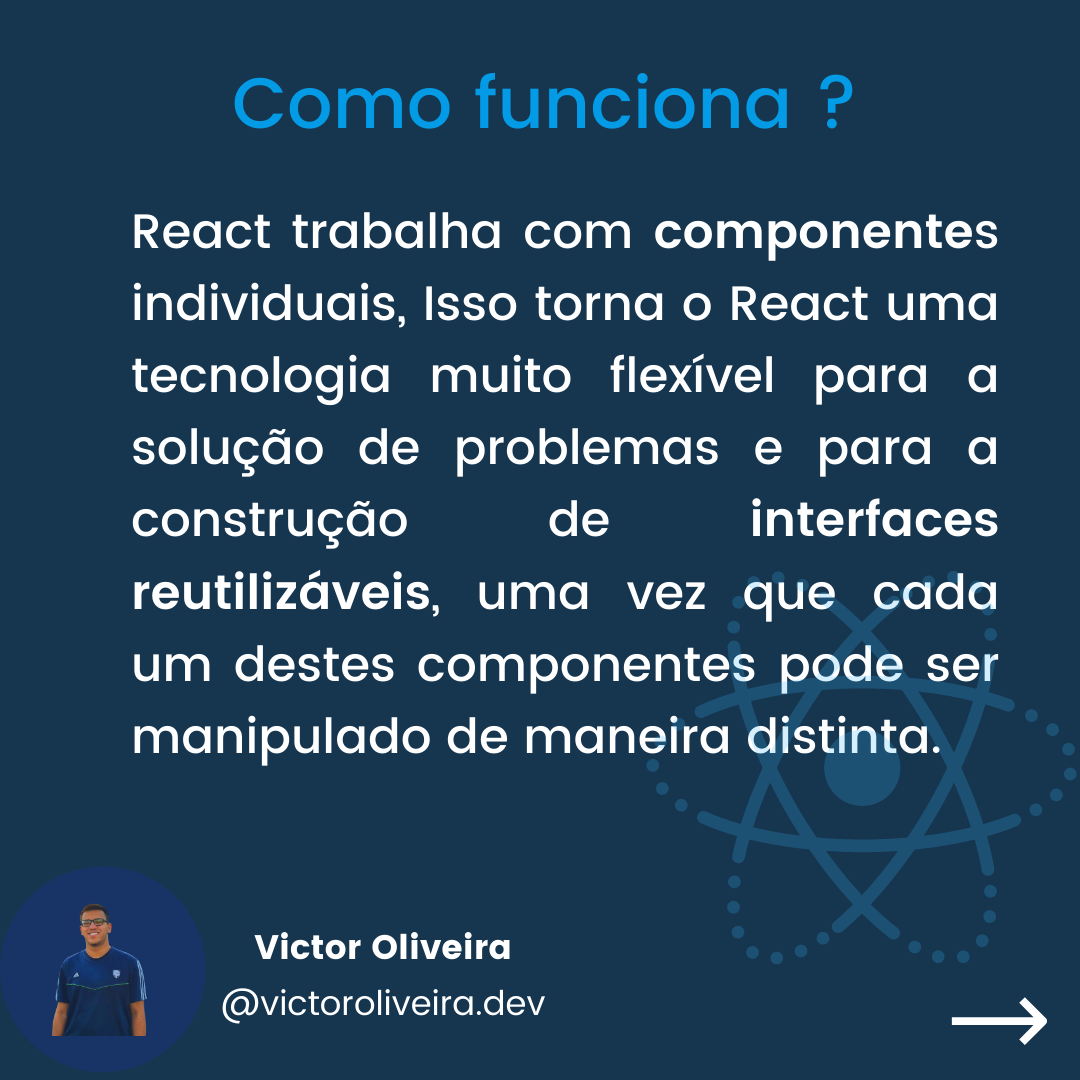 Como funciona ?
React trabalha com componentes
individuais, Isso torna o React uma
tecnologia muito flexível para a
solução de problemas e para a
construção de interfaces
reutilizáveis, uma vez que cada
um destes componentes pode ser
manipulado de maneira distinta.
Victor Oliveira
@victoroliveira.dev